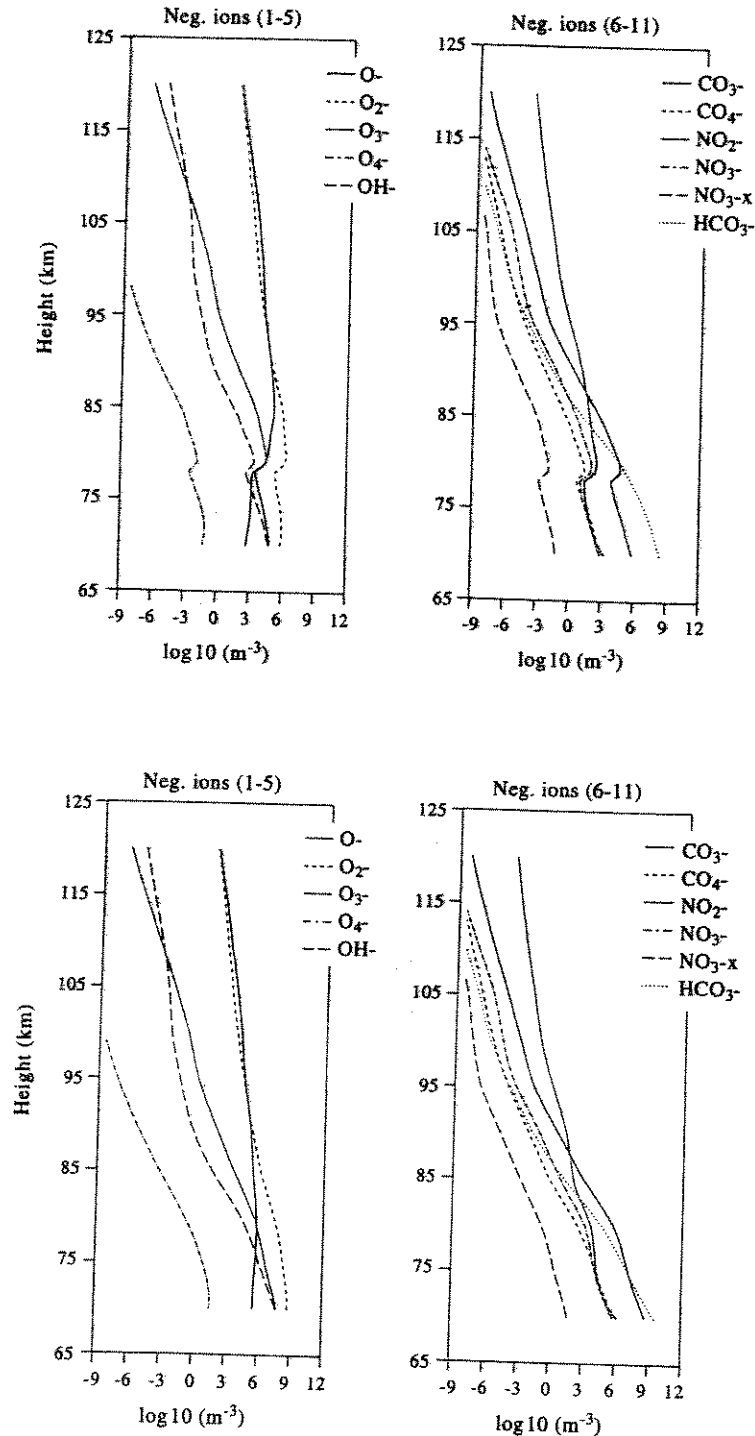 Neg. ions (1-5)
125
115
105
95
85
75
65
Height (km)
O-
O2-
O3-
O4-
OH-
-9 -6 -3 0 3 6 9 12
log10 (m-3)
Neg. ions (6-11)
125
115
105
95
85
75
65
CO3-
CO4-
NO2-
NO3-
NO3-x
HCO3-
-9 -6 -3 0 3 6 9 12
log10 (m-3)
Neg. ions (1-5)
125
115
105
95
85
75
65
Height (km)
O-
O2-
O3-
O4-
OH-
-9 -6 -3 0 3 6 9 12
log10 (m-3)
Neg. ions (6-11)
125
115
105
95
85
75
65
CO3-
CO4-
NO2-
NO3-
NO3-x
HCO3-
-9 -6 -3 0 3 6 9 12
log10 (m-3)